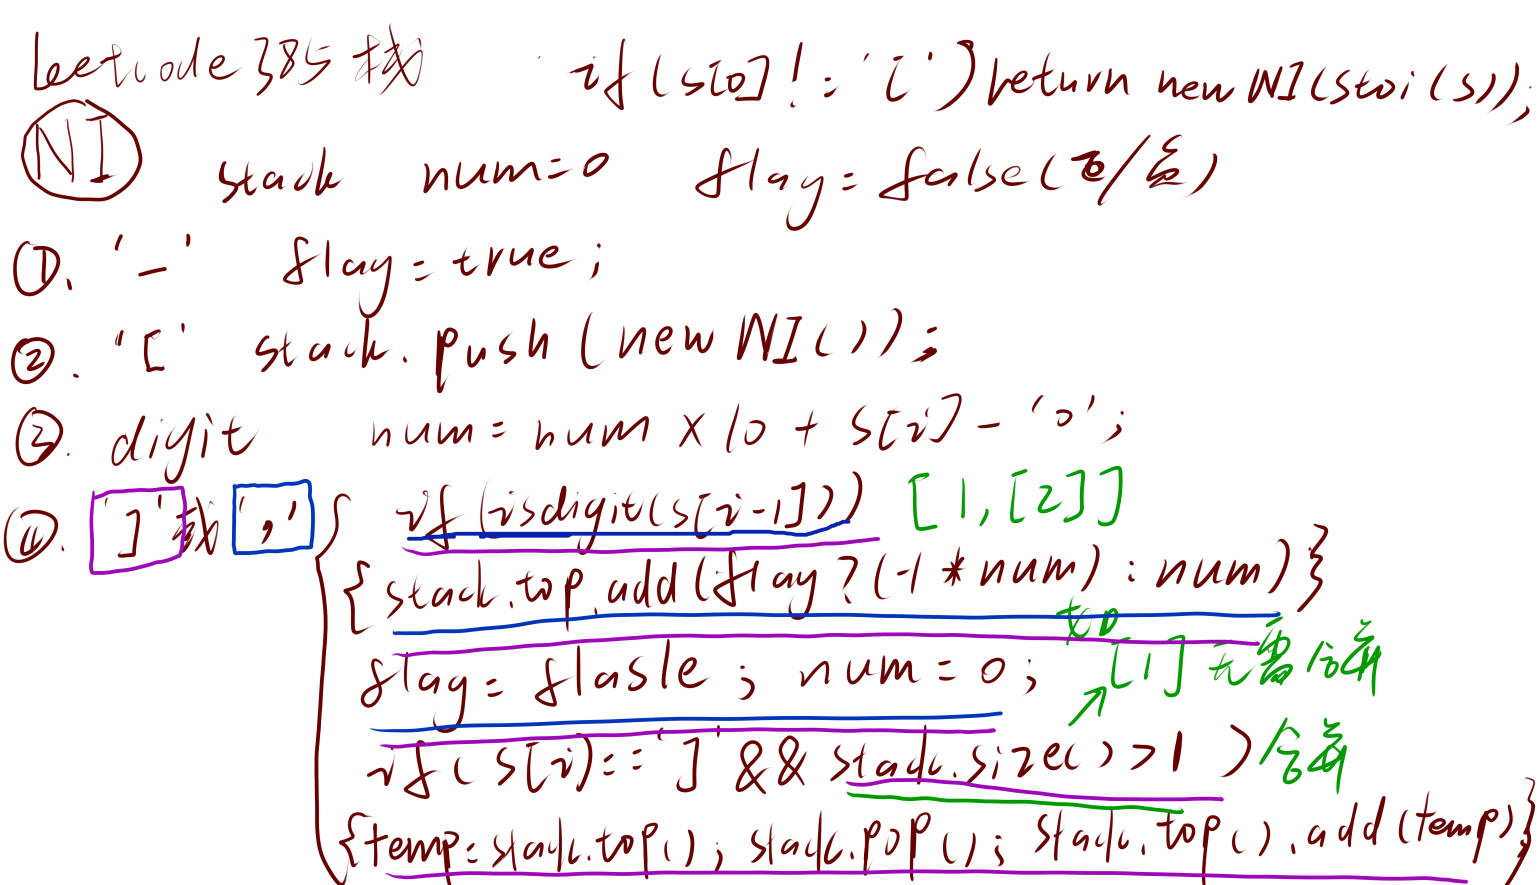 leetcode 385 栈 if(s[0]!='[')return new NI(stoi(s));
NI
stack num=0 flag=false(正/负)
①. '-' flag=true;
②. '[' stack.push(new NI());
③. digit num=num×10+s[i]-'0';
④. ']'或',' { if(isdigit(s[i-1])) [1,[2]]
{stack.top.add(flag?(-1*num):num)}
flag=flasle; num=0; top [1] 无需合并
if(s[i]==']'&&stack.size()>1) 合并
{temp=stack.top(); stack.pop(); stack.top().add(temp)}